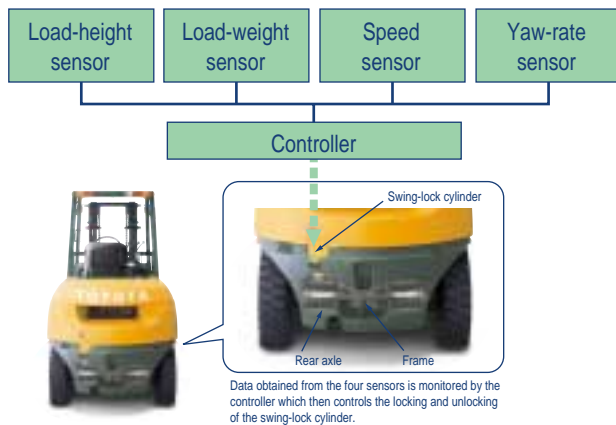 Load-height
sensor
Load-weight
sensor
Speed
sensor
Yaw-rate
sensor
Controller
Swing-lock cylinder
TOYOTA
Rear axle
Frame
Data obtained from the four sensors is monitored by the
controller which then controls the locking and unlocking
of the swing-lock cylinder.